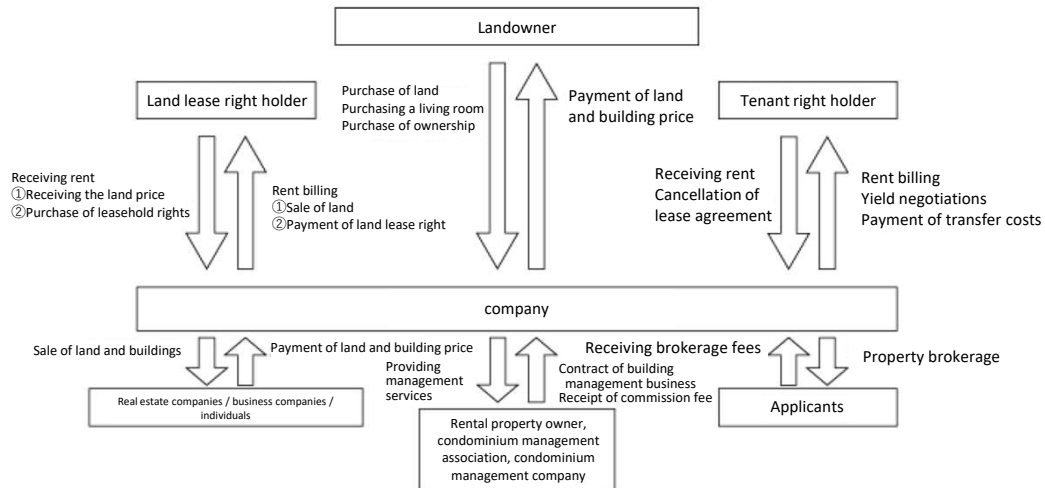 Landowner
Land lease right holder
Tenant right holder
Purchase of land
Purchasing a living room
Purchase of ownership
Payment of land
and building price
Receiving rent
①Receiving the land price
②Purchase of leasehold rights
Rent billing
①Sale of land
②Payment of land lease right
Receiving rent
Cancellation of
lease agreement
Rent billing
Yield negotiations
Payment of transfer costs
company
Sale of land and buildings
Payment of land and building price
Providing
management
services
Contract of building
management business
Receipt of commission fee
Receiving brokerage fees
Property brokerage
Real estate companies / business companies /
individuals
Rental property owner,
condominium management
association, condominium
management company
Applicants